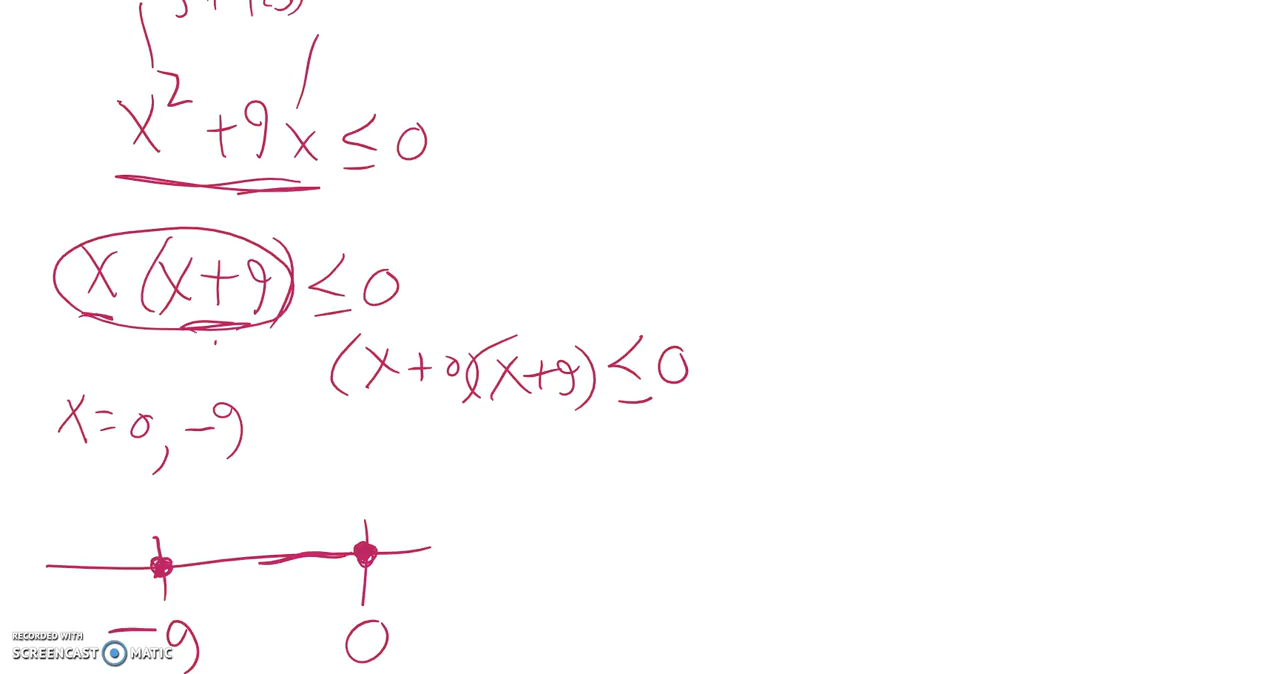 x² + 9x ≤ 0
x(x+9) ≤ 0
(x+0)(x+9) ≤ 0
x = 0, -9
-9 0
RECORDED WITH
SCREENCAST MATIC